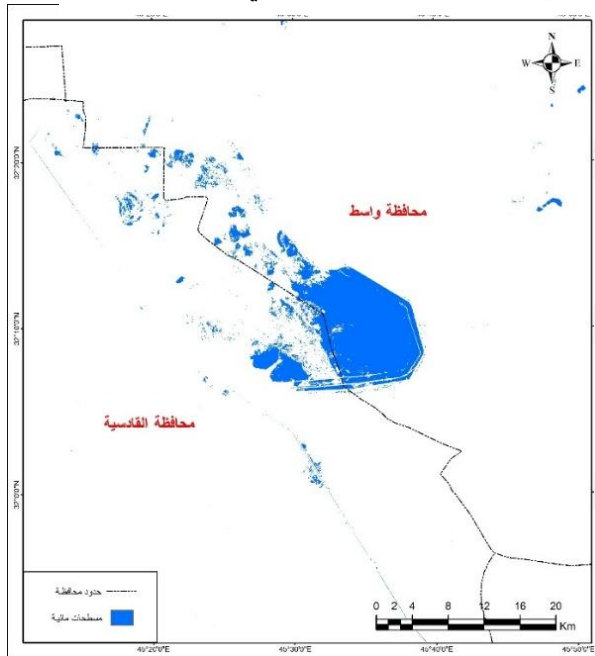 N
W E
S
محافظة واسط
محافظة القادسية
حدود محافظة
مسطحات مائية
0 2 4 8 12 16 20
Km
45°20'0"E 45°30'0"E 45°40'0"E